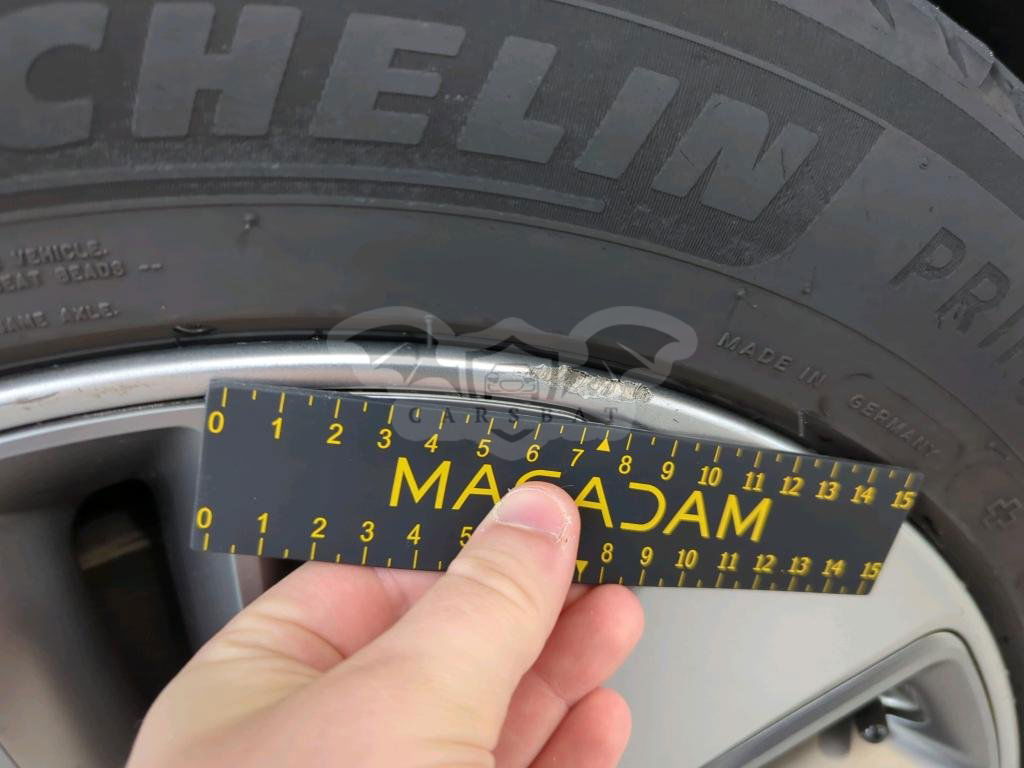 CHELIN
PRI
VEHICLE.
EAT BEADS --
AXLE.
MADE IN GERMANY
CARSBAT
0 1 2 3 4 5 6 7 8 9 10 11 12 13 14 15
MACADAM
0 1 2 3 4 5 8 9 10 11 12 13 14 15